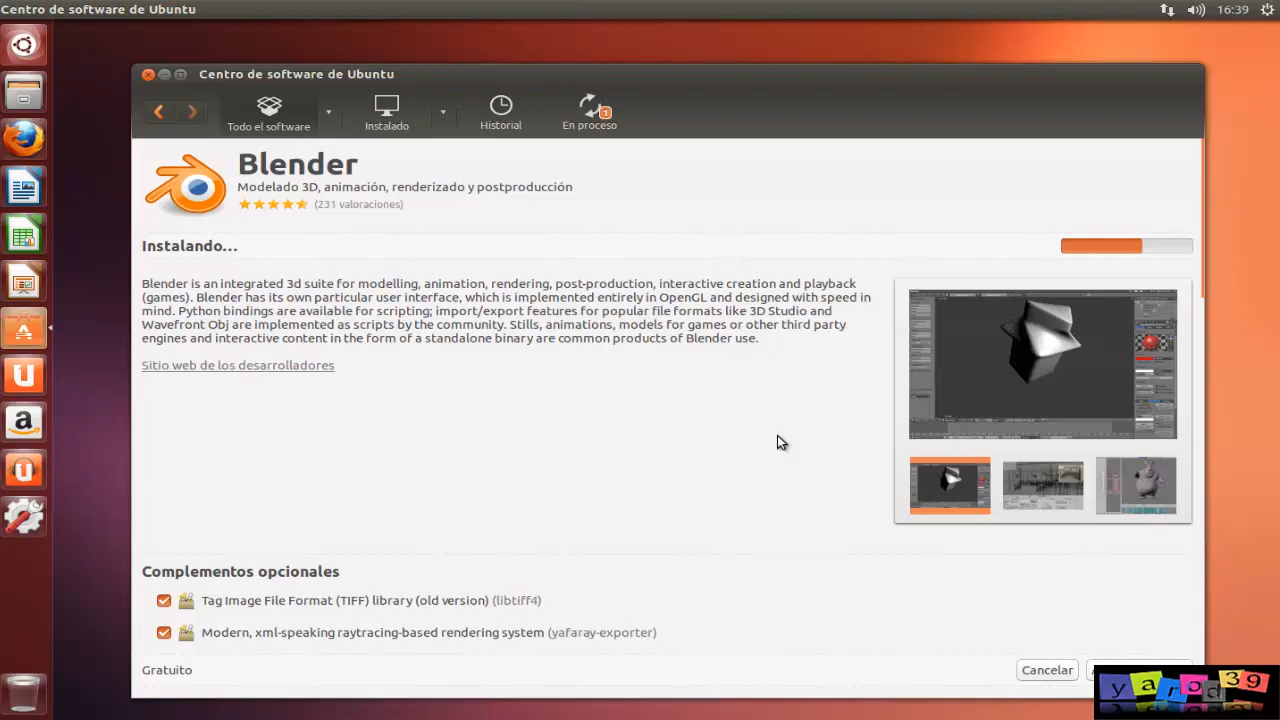 Centro de software de Ubuntu
16:39
Centro de software de Ubuntu
Todo el software
Instalado
Historial
En proceso
1
Blender
Modelado 3D, animación, renderizado y postproducción
(231 valoraciones)
Instalando...
Blender is an integrated 3d suite for modelling, animation, rendering, post-production, interactive creation and playback
(games). Blender has its own particular user interface, which is implemented entirely in OpenGL and designed with speed in
mind. Python bindings are available for scripting; import/export features for popular file formats like 3D Studio and
Wavefront Obj are implemented as scripts by the community. Stills, animations, models for games or other third party
engines and interactive content in the form of a standalone binary are common products of Blender use.
Sitio web de los desarrolladores
Complementos opcionales
Tag Image File Format (TIFF) library (old version) (libtiff4)
Modern, xml-speaking raytracing-based rendering system (yafaray-exporter)
Gratuito
Cancelar
yarod39